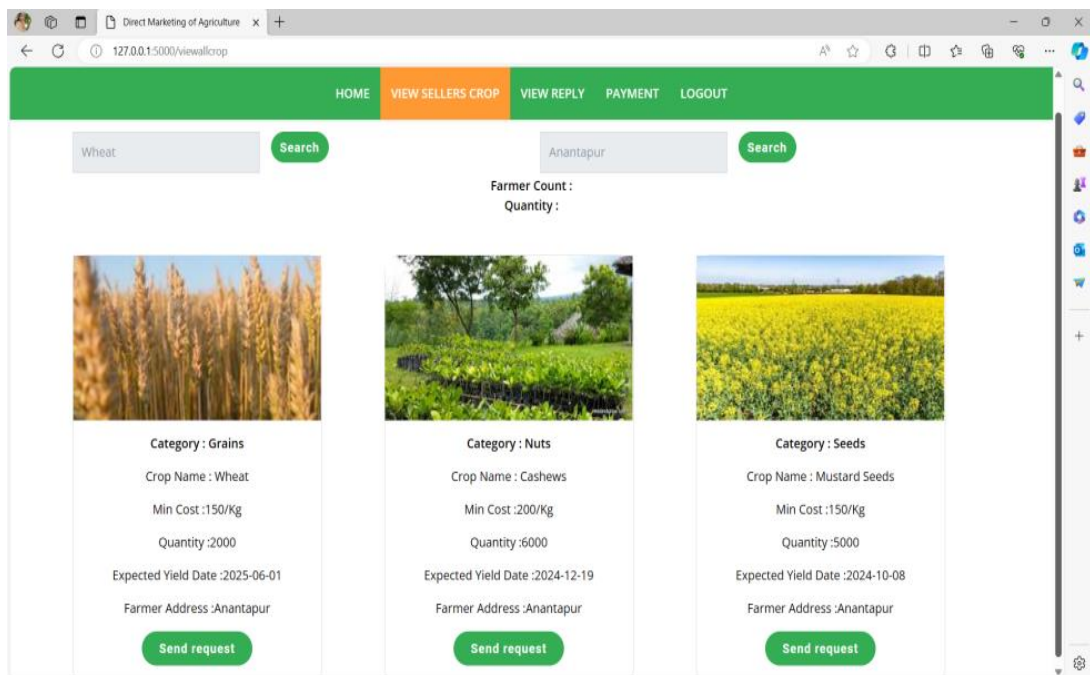 Direct Marketing of Agriculture
127.0.0.1:5000/viewallcrop
HOME VIEW SELLERS CROP VIEW REPLY PAYMENT LOGOUT
Wheat Search Anantapur Search
Farmer Count :
Quantity :
Category : Grains
Crop Name : Wheat
Min Cost :150/Kg
Quantity :2000
Expected Yield Date :2025-06-01
Farmer Address :Anantapur
Send request
Category : Nuts
Crop Name : Cashews
Min Cost :200/Kg
Quantity :6000
Expected Yield Date :2024-12-19
Farmer Address :Anantapur
Send request
Category : Seeds
Crop Name : Mustard Seeds
Min Cost :150/Kg
Quantity :5000
Expected Yield Date :2024-10-08
Farmer Address :Anantapur
Send request